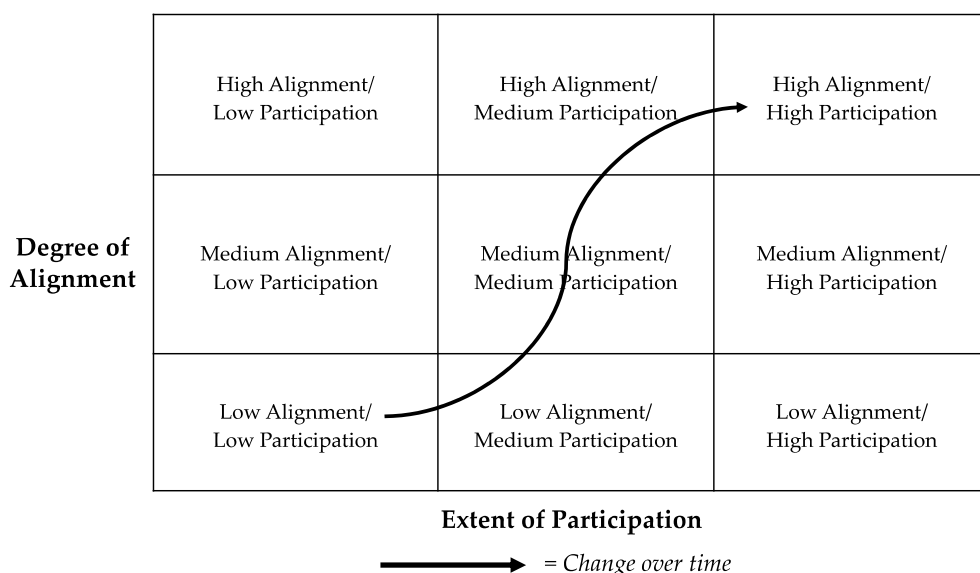 High Alignment/
Low Participation
High Alignment/
Medium Participation
High Alignment/
High Participation
Degree of
Alignment
Medium Alignment/
Low Participation
Medium Alignment/
Medium Participation
Medium Alignment/
High Participation
Low Alignment/
Low Participation
Low Alignment/
Medium Participation
Low Alignment/
High Participation
Extent of Participation
= Change over time